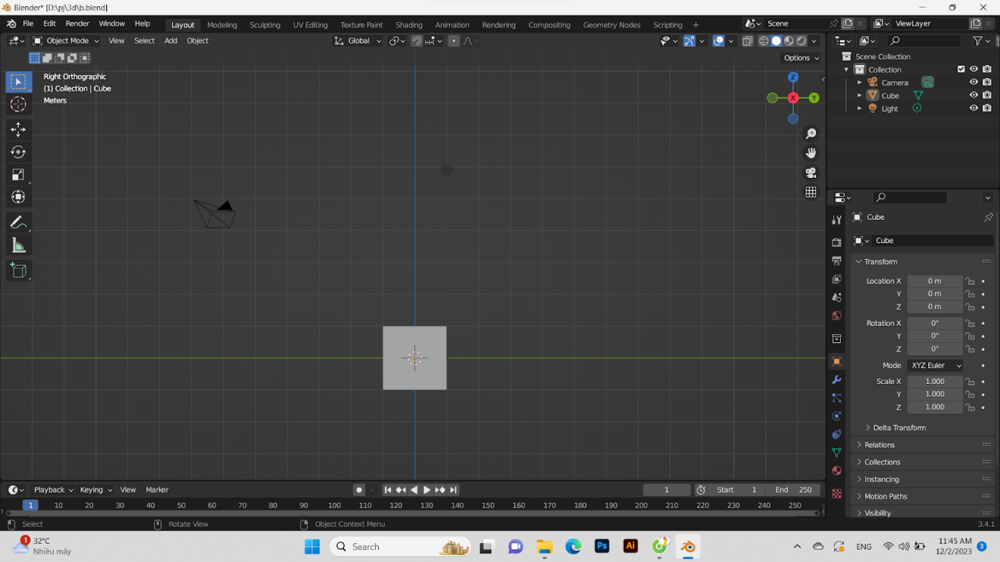 Blender* [D:\pj\3d\b.blend]
File Edit Render Window Help Layout Modeling Sculpting UV Editing Texture Paint Shading Animation Rendering Compositing Geometry Nodes Scripting + Scene ViewLayer
Object Mode View Select Add Object Global
Options
Right Orthographic
(1) Collection | Cube
Meters
Z
X
Y
Scene Collection
Collection
Camera
Cube
Light
Cube
Cube
Transform
Location X 0 m
Y 0 m
Z 0 m
Rotation X 0°
Y 0°
Z 0°
Mode XYZ Euler
Scale X 1.000
Y 1.000
Z 1.000
Delta Transform
Relations
Collections
Instancing
Motion Paths
Visibility
Playback Keying View Marker 1 Start 1 End 250
1 10 20 30 40 50 60 70 80 90 100 110 120 130 140 150 160 170 180 190 200 210 220 230 240 250
Select Rotate View Object Context Menu 3.4.1
1 32°C
Nhiều mây
Search
Ps
Ai
ENG
11:45 AM
12/2/2023
3